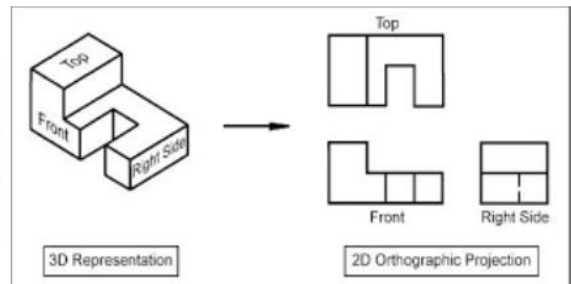 Top
Front
Right Side
3D Representation
Top
Front
Right Side
2D Orthographic Projection